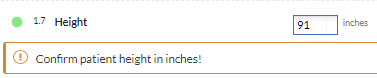 1.7 Height 91 inches
Confirm patient height in inches!